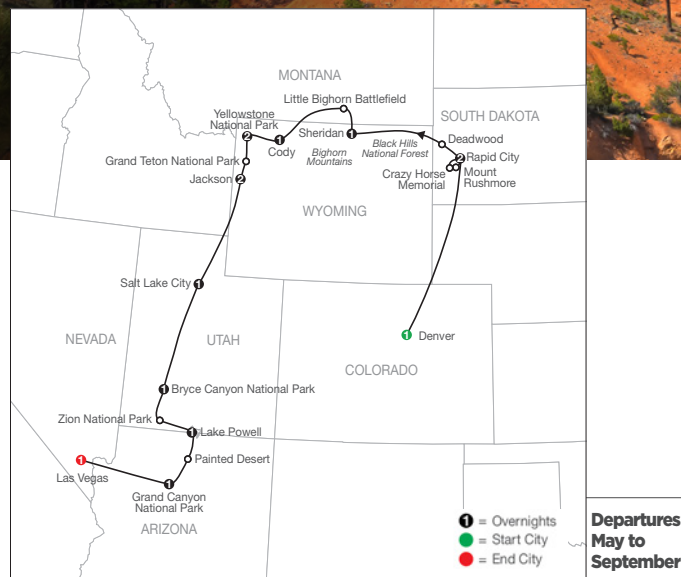 MONTANA
Little Bighorn Battlefield
Yellowstone
National Park
2
SOUTH DAKOTA
Sheridan
1
Cody
1
Bighorn
Mountains
Black Hills
National Forest
Deadwood
2
Rapid City
Grand Teton National Park
Crazy Horse
Memorial
Mount
Rushmore
Jackson
2
WYOMING
Salt Lake City
1
NEVADA
UTAH
1
Denver
COLORADO
1
Bryce Canyon National Park
Zion National Park
1
Lake Powell
Painted Desert
1
Las Vegas
1
Grand Canyon
National Park
ARIZONA
1 = Overnights
= Start City
= End City
Departures
May to
September